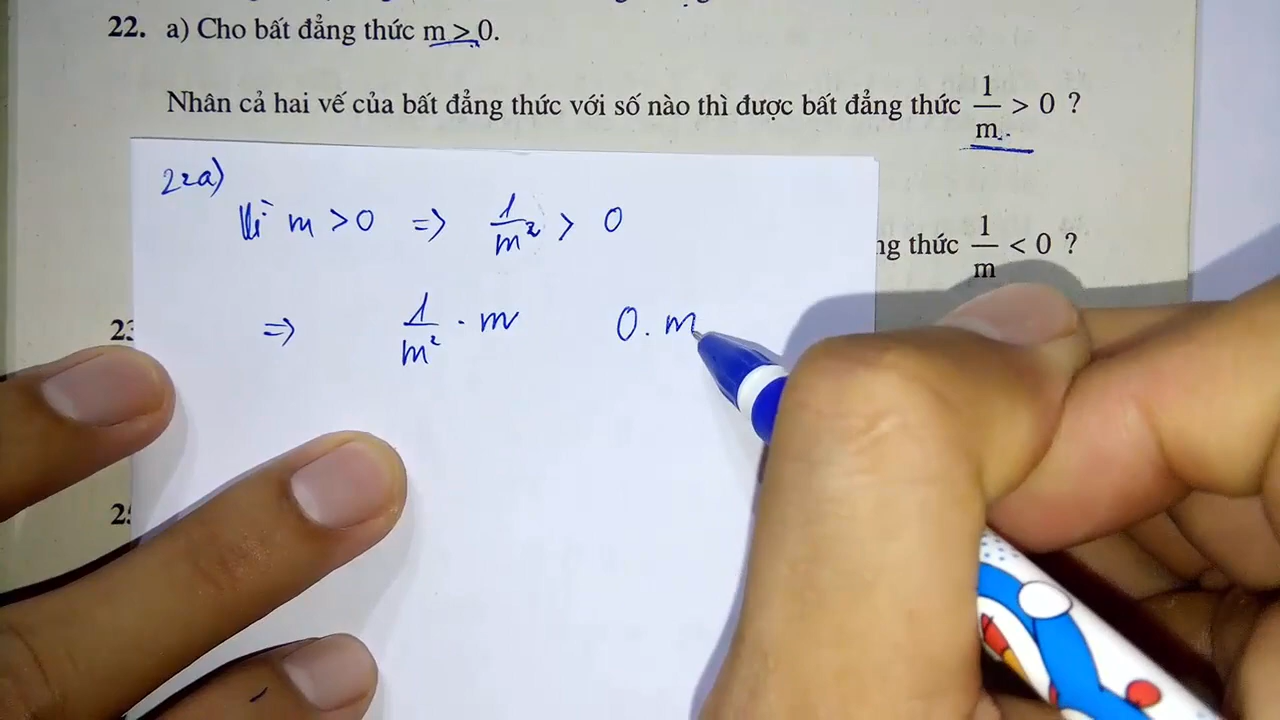 22. a) Cho bất đẳng thức m > 0.
Nhân cả hai vế của bất đẳng thức với số nào thì được bất đẳng thức 1/m > 0 ?
22a)
Vì m > 0 => 1/m² > 0
ng thức 1/m < 0 ?
=> 1/m² . m 0. m